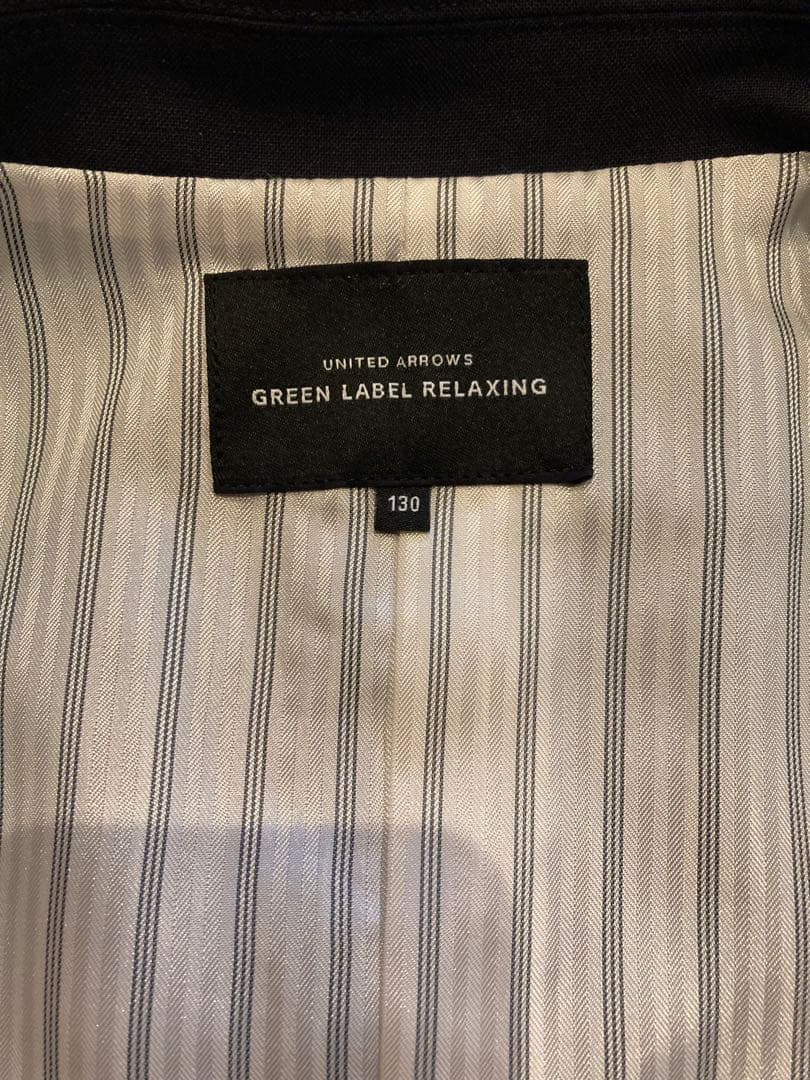 UNITED ARROWS
GREEN LABEL RELAXING
130